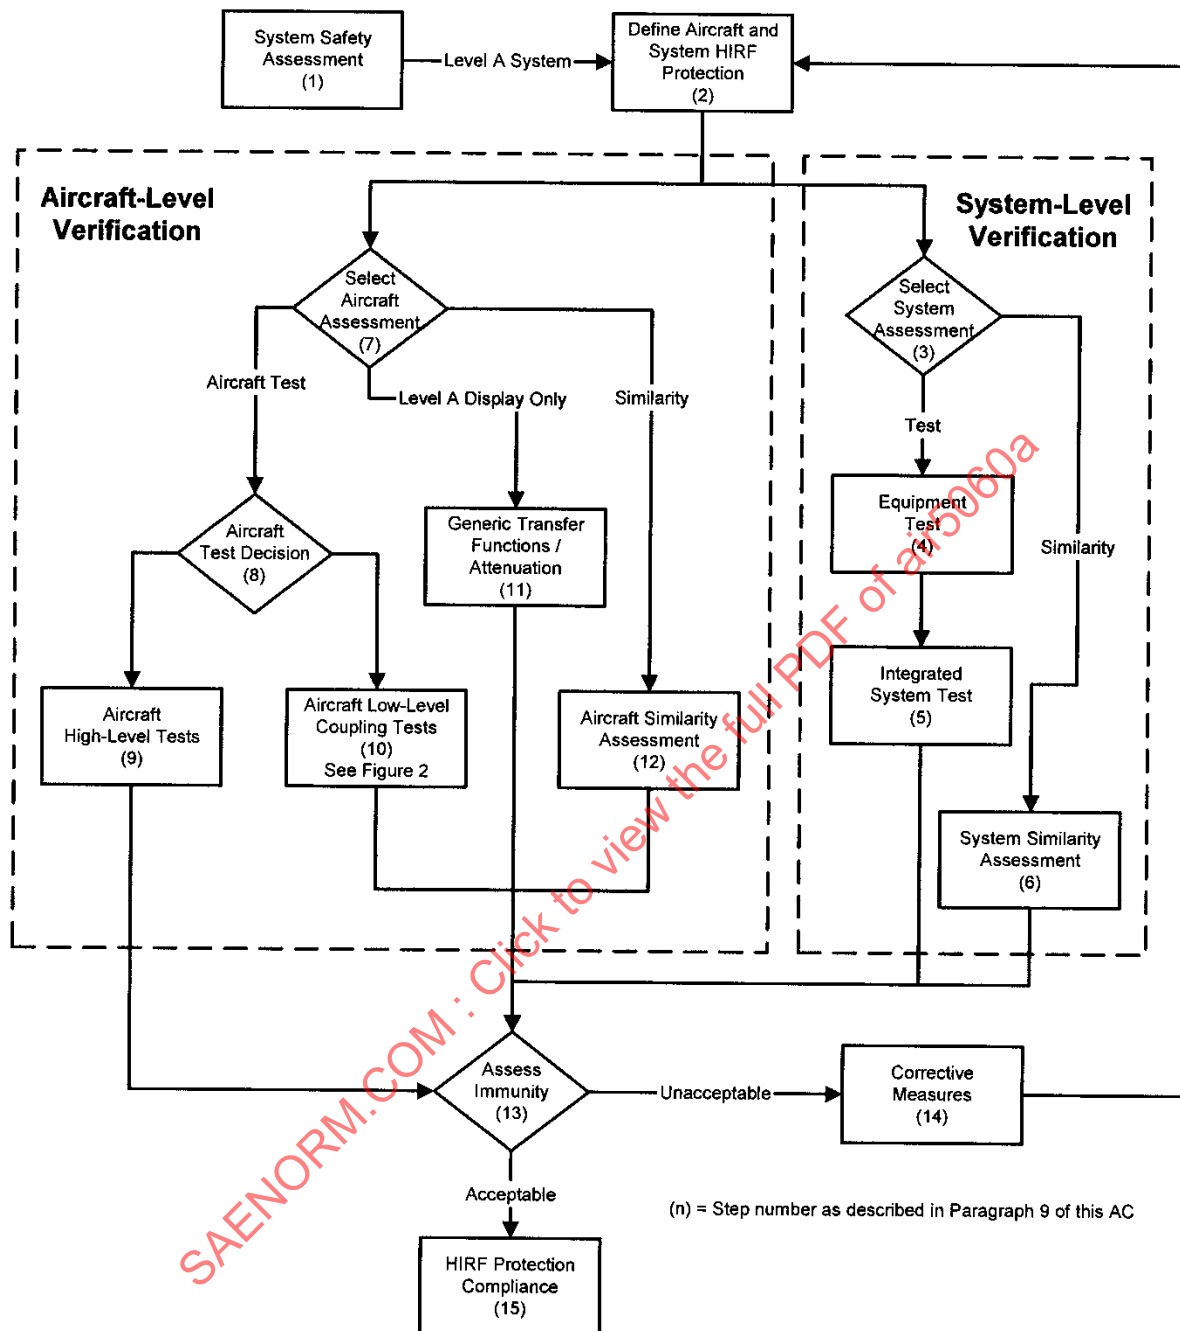 System Safety
Assessment
(1)
Level A System
Define Aircraft and
System HIRF
Protection
(2)
Aircraft-Level
Verification
System-Level
Verification
Select
Aircraft
Assessment
(7)
Select
System
Assessment
(3)
Aircraft Test
Level A Display Only
Similarity
Test
Similarity
Aircraft
Test Decision
(8)
Generic Transfer
Functions /
Attenuation
(11)
Equipment
Test
(4)
Aircraft
High-Level Tests
(9)
Aircraft Low-Level
Coupling Tests
(10)
See Figure 2
Aircraft Similarity
Assessment
(12)
Integrated
System Test
(5)
System Similarity
Assessment
(6)
Assess
Immunity
(13)
Unacceptable
Corrective
Measures
(14)
Acceptable
(n) = Step number as described in Paragraph 9 of this AC
HIRF Protection
Compliance
(15)
SAENORM.COM : Click to view the full PDF of air5060a